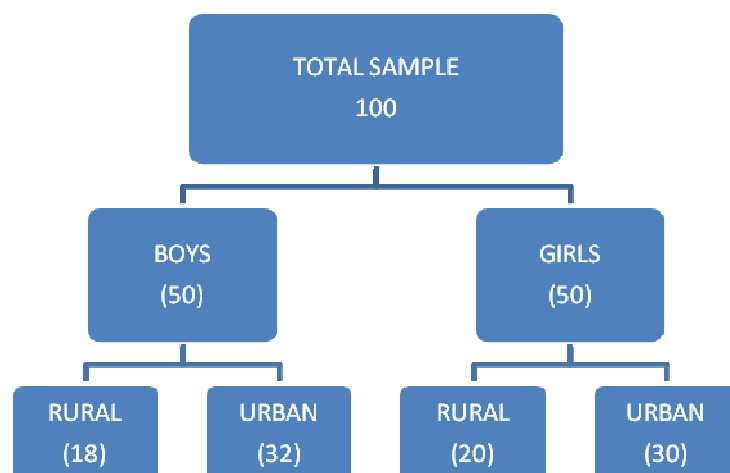 TOTAL SAMPLE
100
BOYS
(50)
GIRLS
(50)
RURAL
(18)
URBAN
(32)
RURAL
(20)
URBAN
(30)